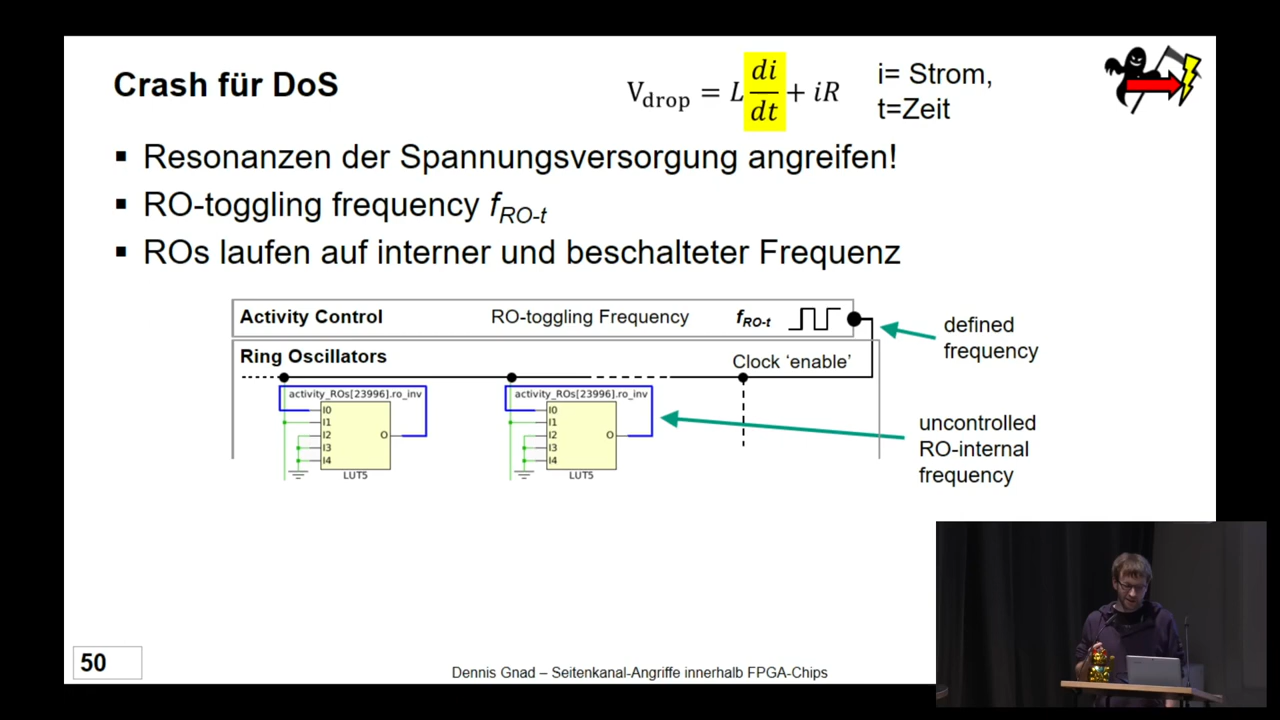 Crash für DoS
V_drop = L di/dt + iR
i= Strom,
t=Zeit
▪ Resonanzen der Spannungsversorgung angreifen!
▪ RO-toggling frequency f_RO-t
▪ ROs laufen auf interner und beschalteter Frequenz
Activity Control RO-toggling Frequency f_RO-t
defined
frequency
Ring Oscillators Clock ‘enable’
activity_ROs[23996].ro_inv activity_ROs[23996].ro_inv
I0 I0
I1 I1
I2 O I2 O
I3 I3
I4 I4
LUT5 LUT5
uncontrolled
RO-internal
frequency
50
Dennis Gnad – Seitenkanal-Angriffe innerhalb FPGA-Chips